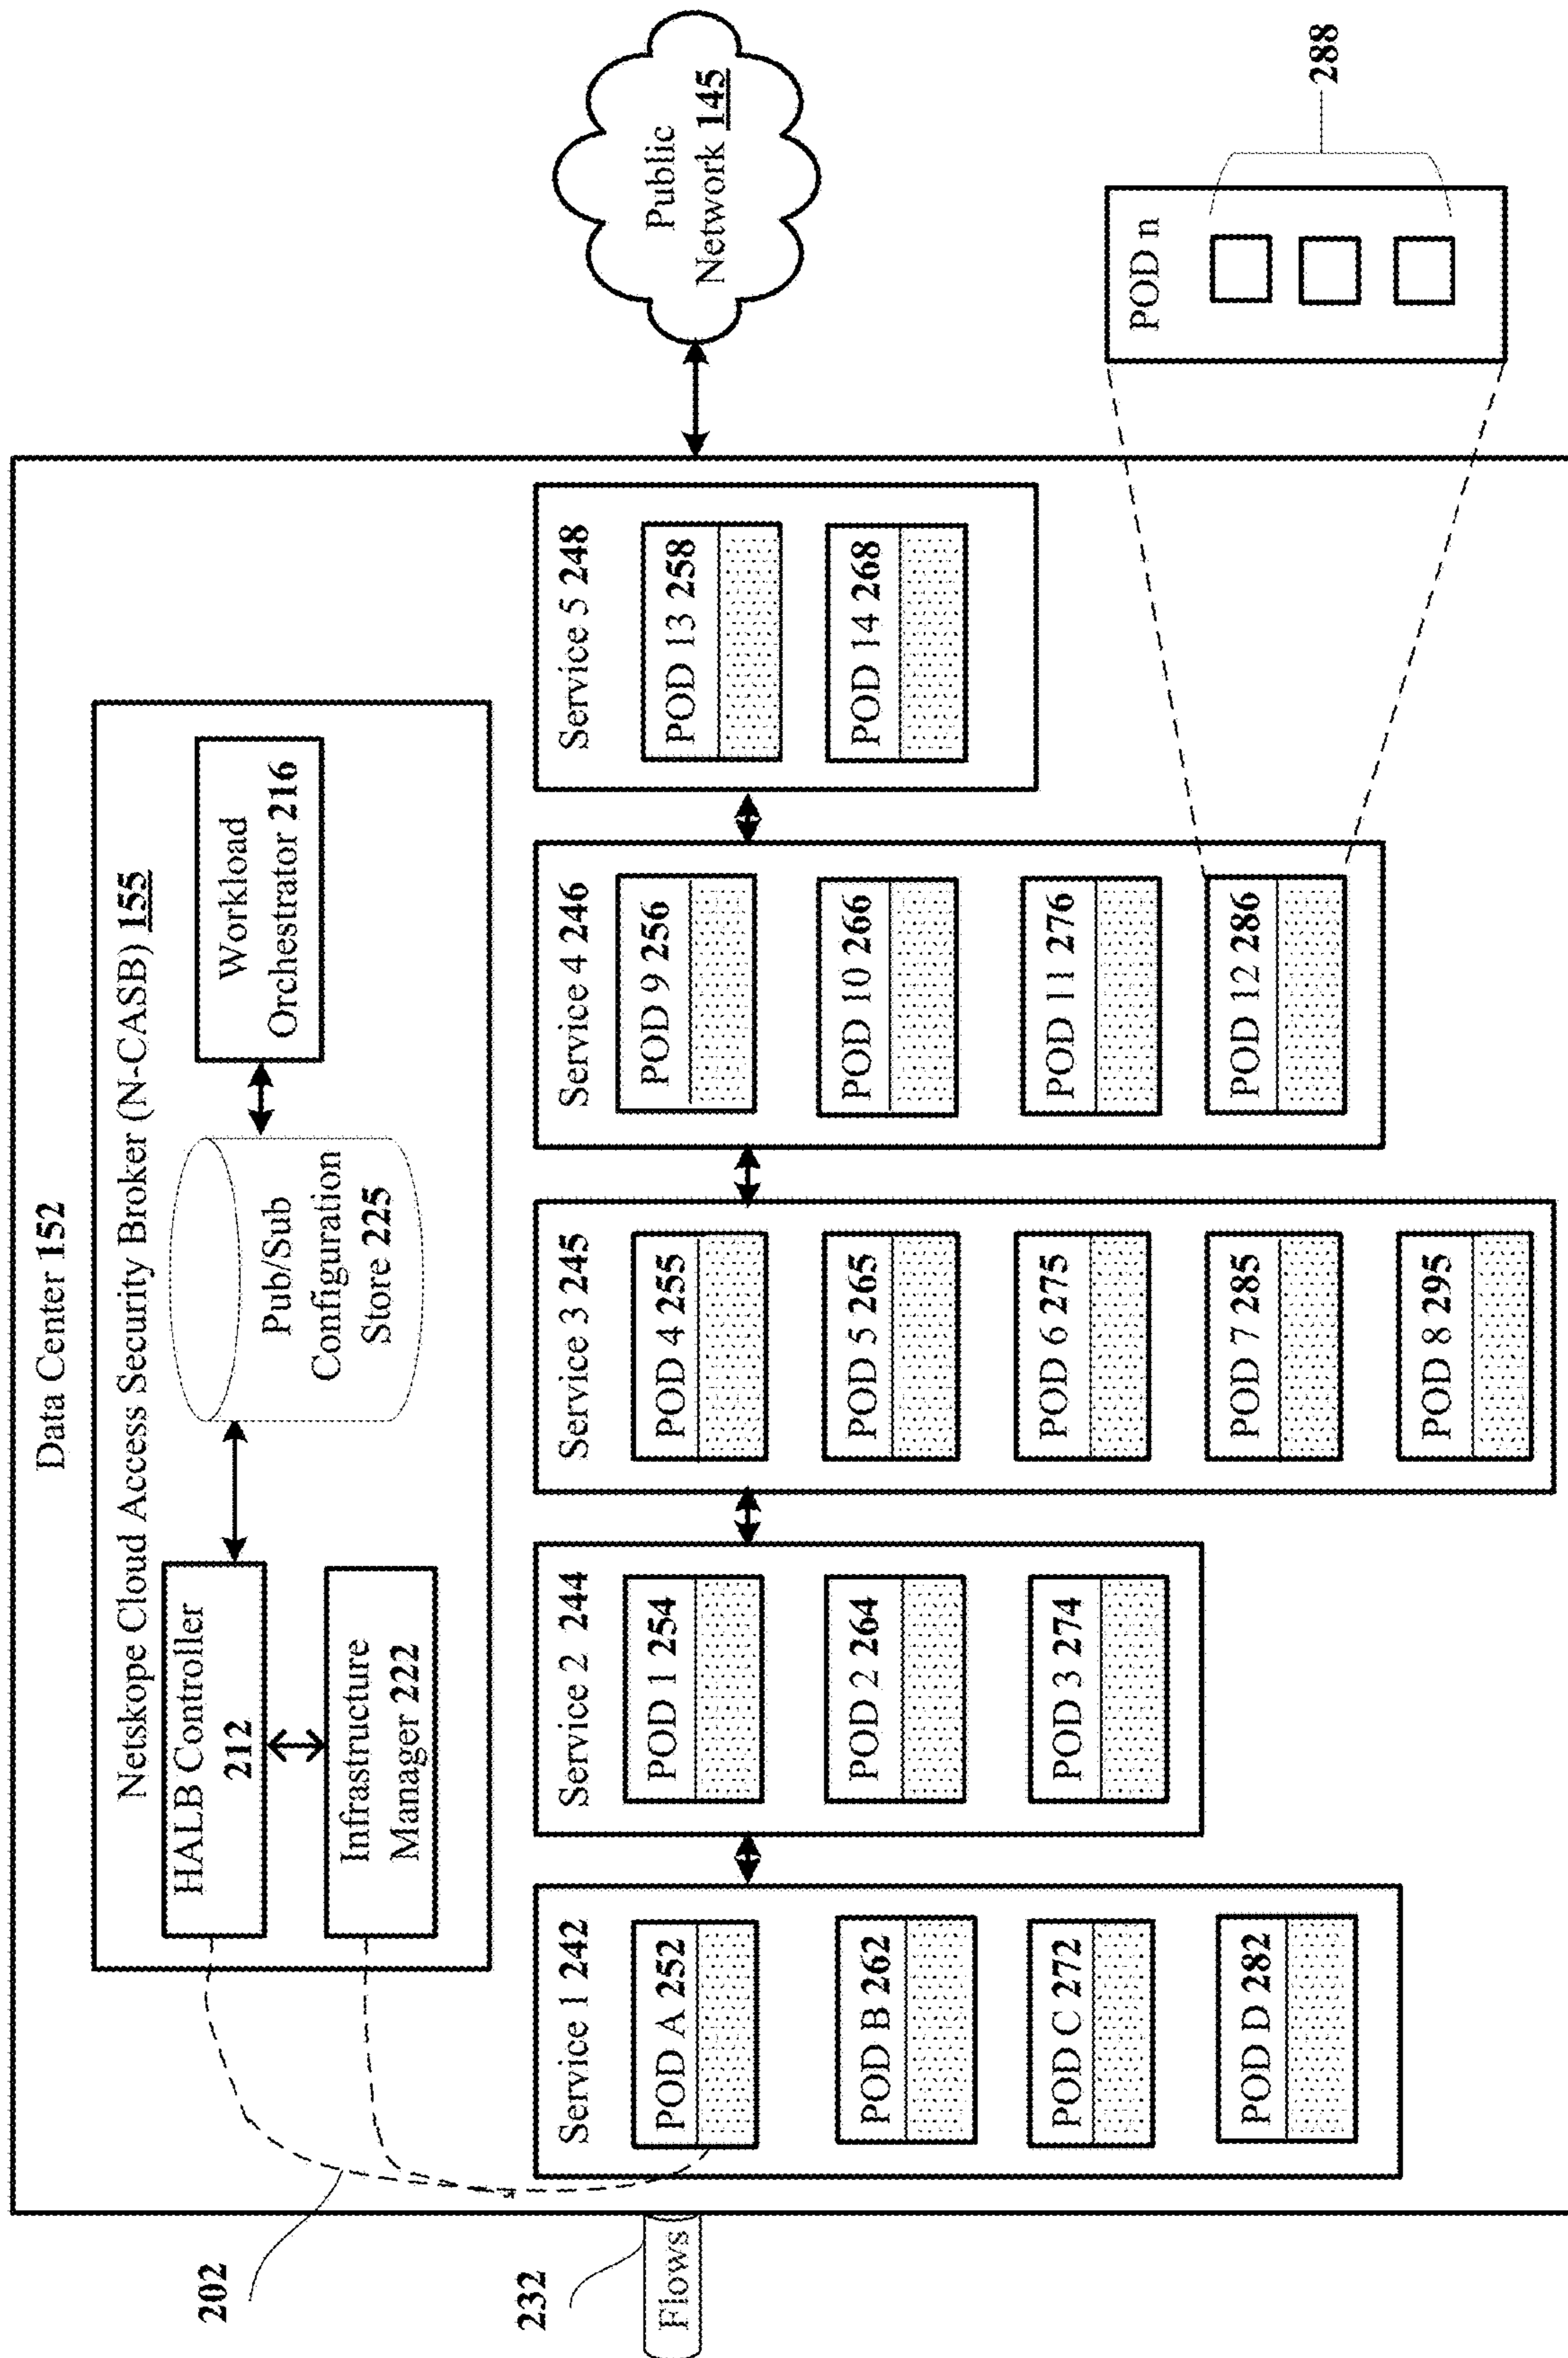 Data Center 152
Netskope Cloud Access Security Broker (N-CASB) 155
HALB Controller
212
Infrastructure
Manager 222
Pub/Sub
Configuration
Store 225
Workload
Orchestrator 216
202
232
Flows
Service 1 242
POD A 252
POD B 262
POD C 272
POD D 282
Service 2 244
POD 1 254
POD 2 264
POD 3 274
Service 3 245
POD 4 255
POD 5 265
POD 6 275
POD 7 285
POD 8 295
Service 4 246
POD 9 256
POD 10 266
POD 11 276
POD 12 286
Service 5 248
POD 13 258
POD 14 268
Public
Network 145
POD n
288